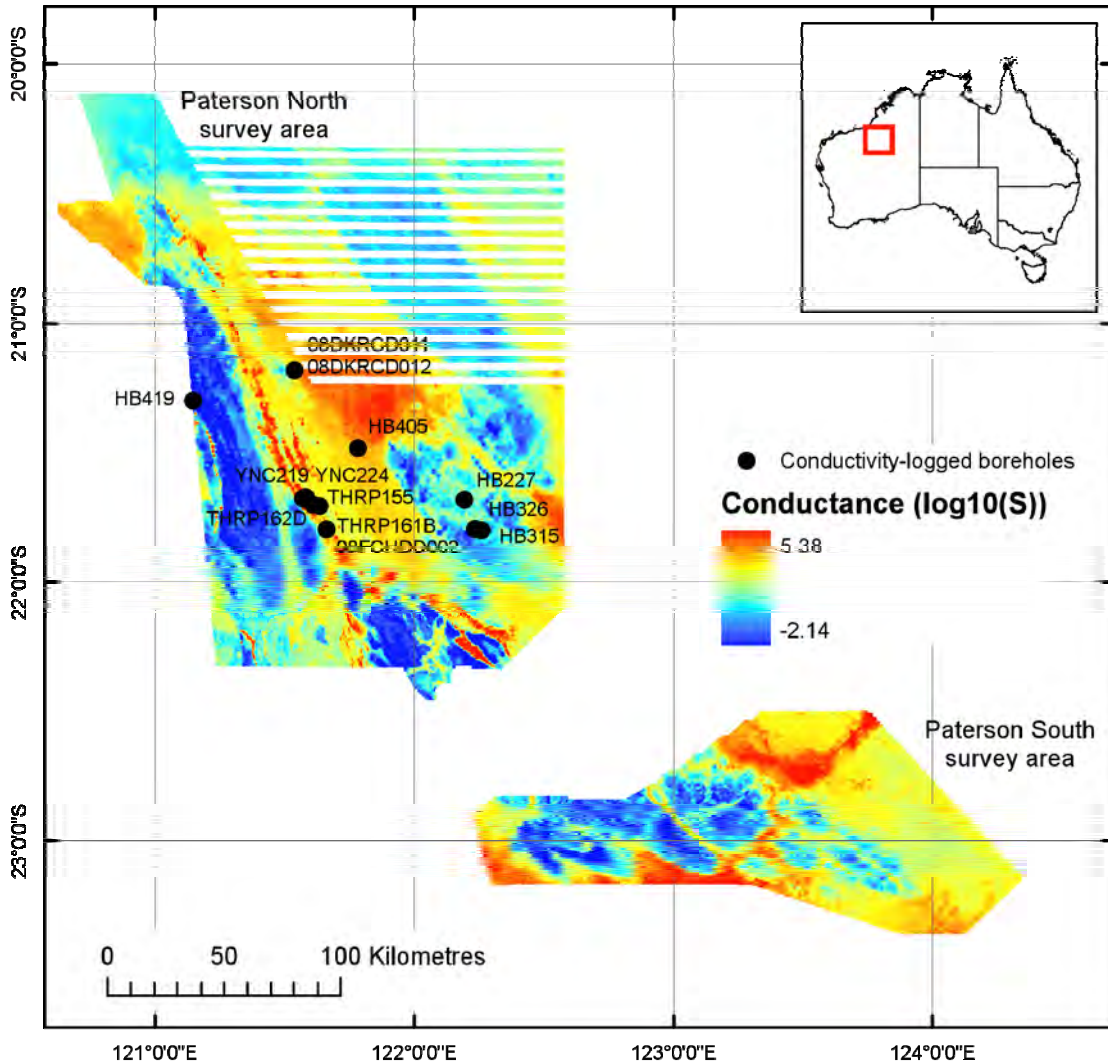 20°0'0"S
Paterson North
survey area
21°0'0"S
08DKRCD011
08DKRCD012
HB419
HB405
YNC219 YNC224
HB227
THRP155
HB326
THRP162D
THRP161B
HB315
22°0'0"S
Conductivity-logged boreholes
Conductance (log10(S))
5.38
-2.14
Paterson South
survey area
23°0'0"S
0 50 100 Kilometres
121°0'0"E 122°0'0"E 123°0'0"E 124°0'0"E